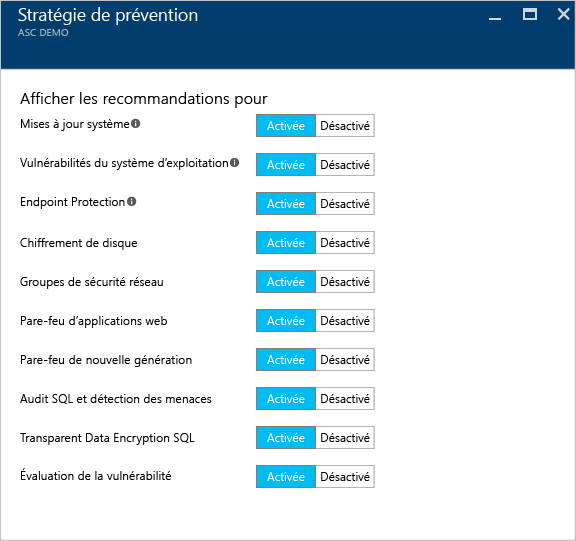 Stratégie de prévention
ASC DEMO
Afficher les recommandations pour
Mises à jour système Activée Désactivé
Vulnérabilités du système d'exploitation Activée Désactivé
Endpoint Protection Activée Désactivé
Chiffrement de disque Activée Désactivé
Groupes de sécurité réseau Activée Désactivé
Pare-feu d'applications web Activée Désactivé
Pare-feu de nouvelle génération Activée Désactivé
Audit SQL et détection des menaces Activée Désactivé
Transparent Data Encryption SQL Activée Désactivé
Évaluation de la vulnérabilité Activée Désactivé